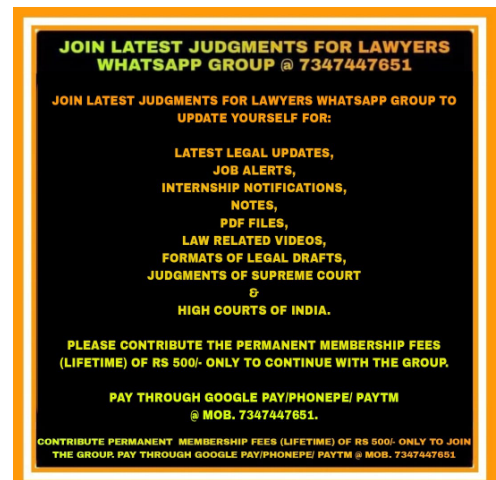 JOIN LATEST JUDGMENTS FOR LAWYERS
WHATSAPP GROUP @ 7347447651
JOIN LATEST JUDGMENTS FOR LAWYERS WHATSAPP GROUP TO
UPDATE YOURSELF FOR:
LATEST LEGAL UPDATES,
JOB ALERTS,
INTERNSHIP NOTIFICATIONS,
NOTES,
PDF FILES,
LAW RELATED VIDEOS,
FORMATS OF LEGAL DRAFTS,
JUDGMENTS OF SUPREME COURT
&
HIGH COURTS OF INDIA.
PLEASE CONTRIBUTE THE PERMANENT MEMBERSHIP FEES
(LIFETIME) OF RS 500/- ONLY TO CONTINUE WITH THE GROUP.
PAY THROUGH GOOGLE PAY/PHONEPE/ PAYTM
@ MOB. 7347447651.
CONTRIBUTE PERMANENT MEMBERSHIP FEES (LIFETIME) OF RS 500/- ONLY TO JOIN
THE GROUP. PAY THROUGH GOOGLE PAY/PHONEPE/ PAYTM @ MOB. 7347447651